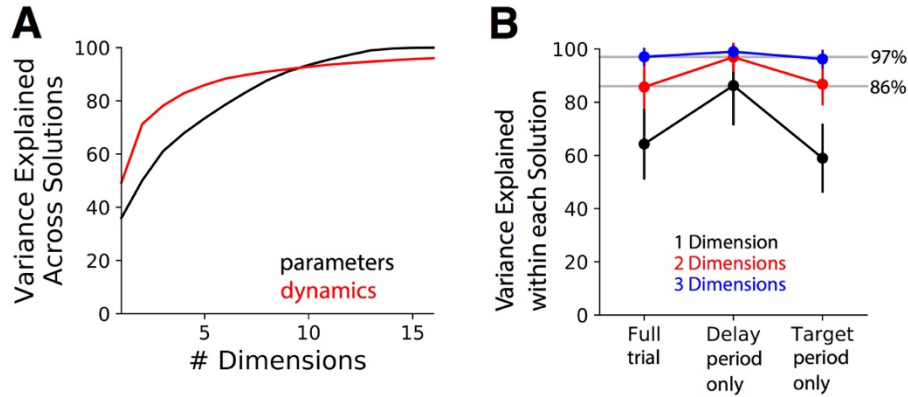 A
Variance Explained
Across Solutions
100
80
60
40
20
0
5
10
15
# Dimensions
parameters
dynamics
B
Variance Explained
within each Solution
100
80
60
40
20
0
97%
86%
1 Dimension
2 Dimensions
3 Dimensions
Full
trial
Delay
period
only
Target
period
only